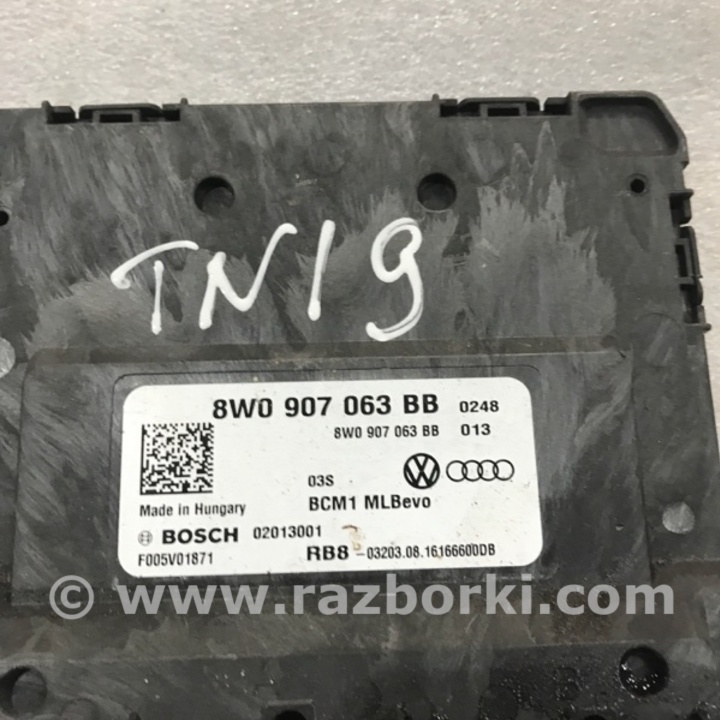 TN19
8W0 907 063 BB 0248
8W0 907 063 BB 013
03S
Made in Hungary BCM1 MLBevo
BOSCH 02013001
F005V01871 RB8 -03203.08.16166600DB
© www.razborki.com